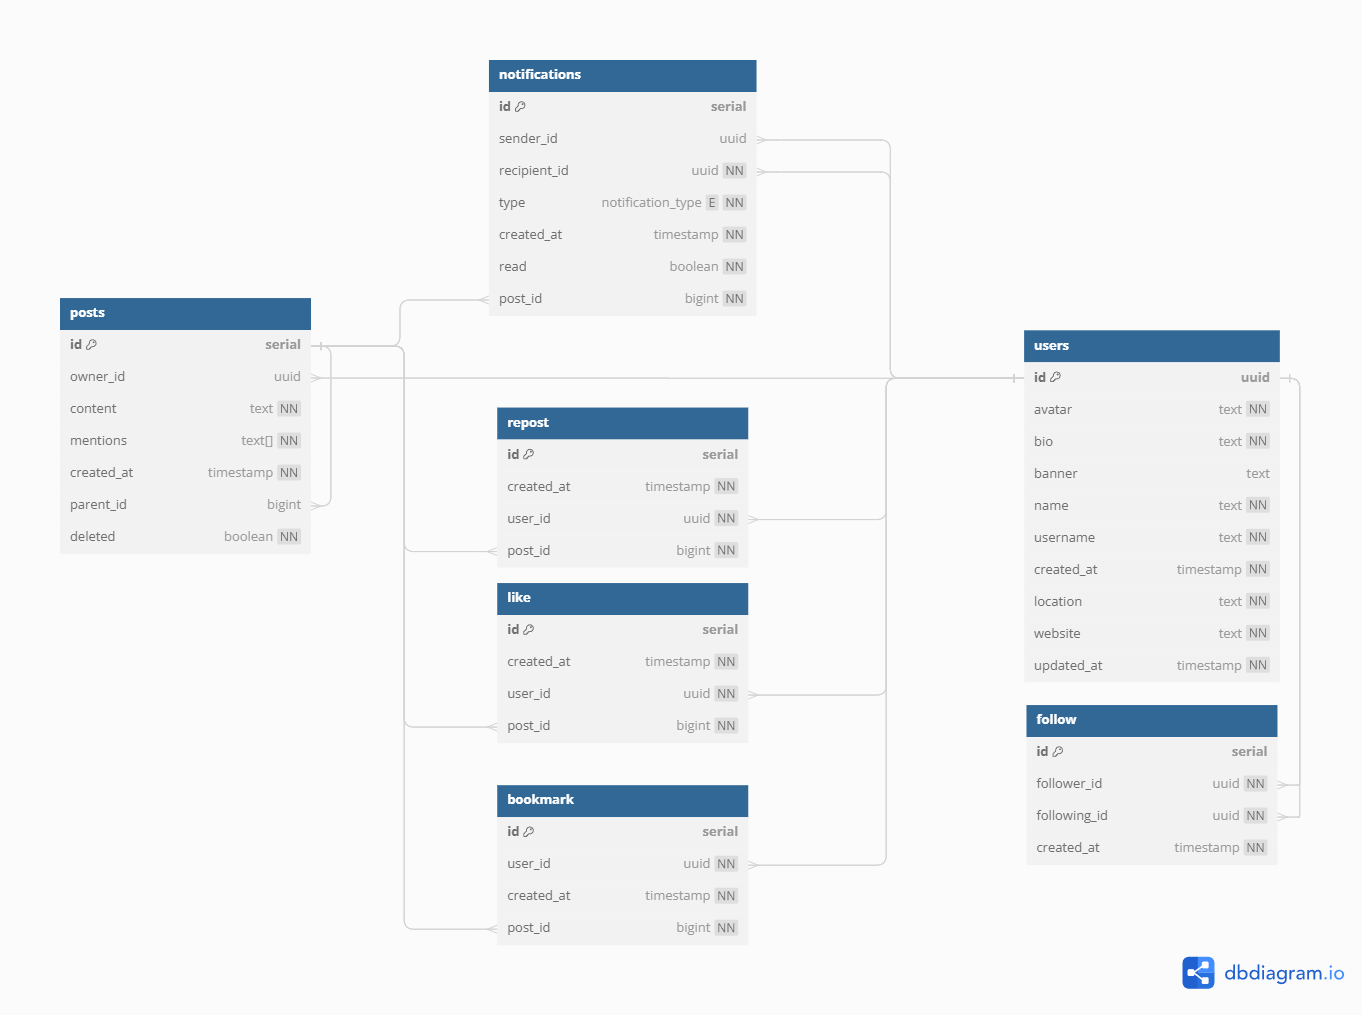 notifications
id serial
sender_id uuid
recipient_id uuid NN
type notification_type E NN
created_at timestamp NN
read boolean NN
post_id bigint NN
posts
id serial
owner_id uuid
content text NN
mentions text[] NN
created_at timestamp NN
parent_id bigint
deleted boolean NN
repost
id serial
created_at timestamp NN
user_id uuid NN
post_id bigint NN
like
id serial
created_at timestamp NN
user_id uuid NN
post_id bigint NN
bookmark
id serial
user_id uuid NN
created_at timestamp NN
post_id bigint NN
users
id uuid
avatar text NN
bio text NN
banner text
name text NN
username text NN
created_at timestamp NN
location text NN
website text NN
updated_at timestamp NN
follow
id serial
follower_id uuid NN
following_id uuid NN
created_at timestamp NN
dbdiagram.io